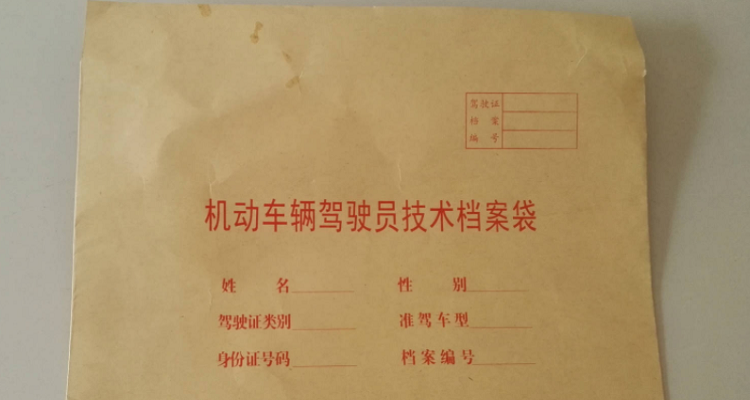 驾驶证
档案
编号
机动车辆驾驶员技术档案袋
姓名 性别
驾驶证类别 准驾车型
身份证号码 档案编号